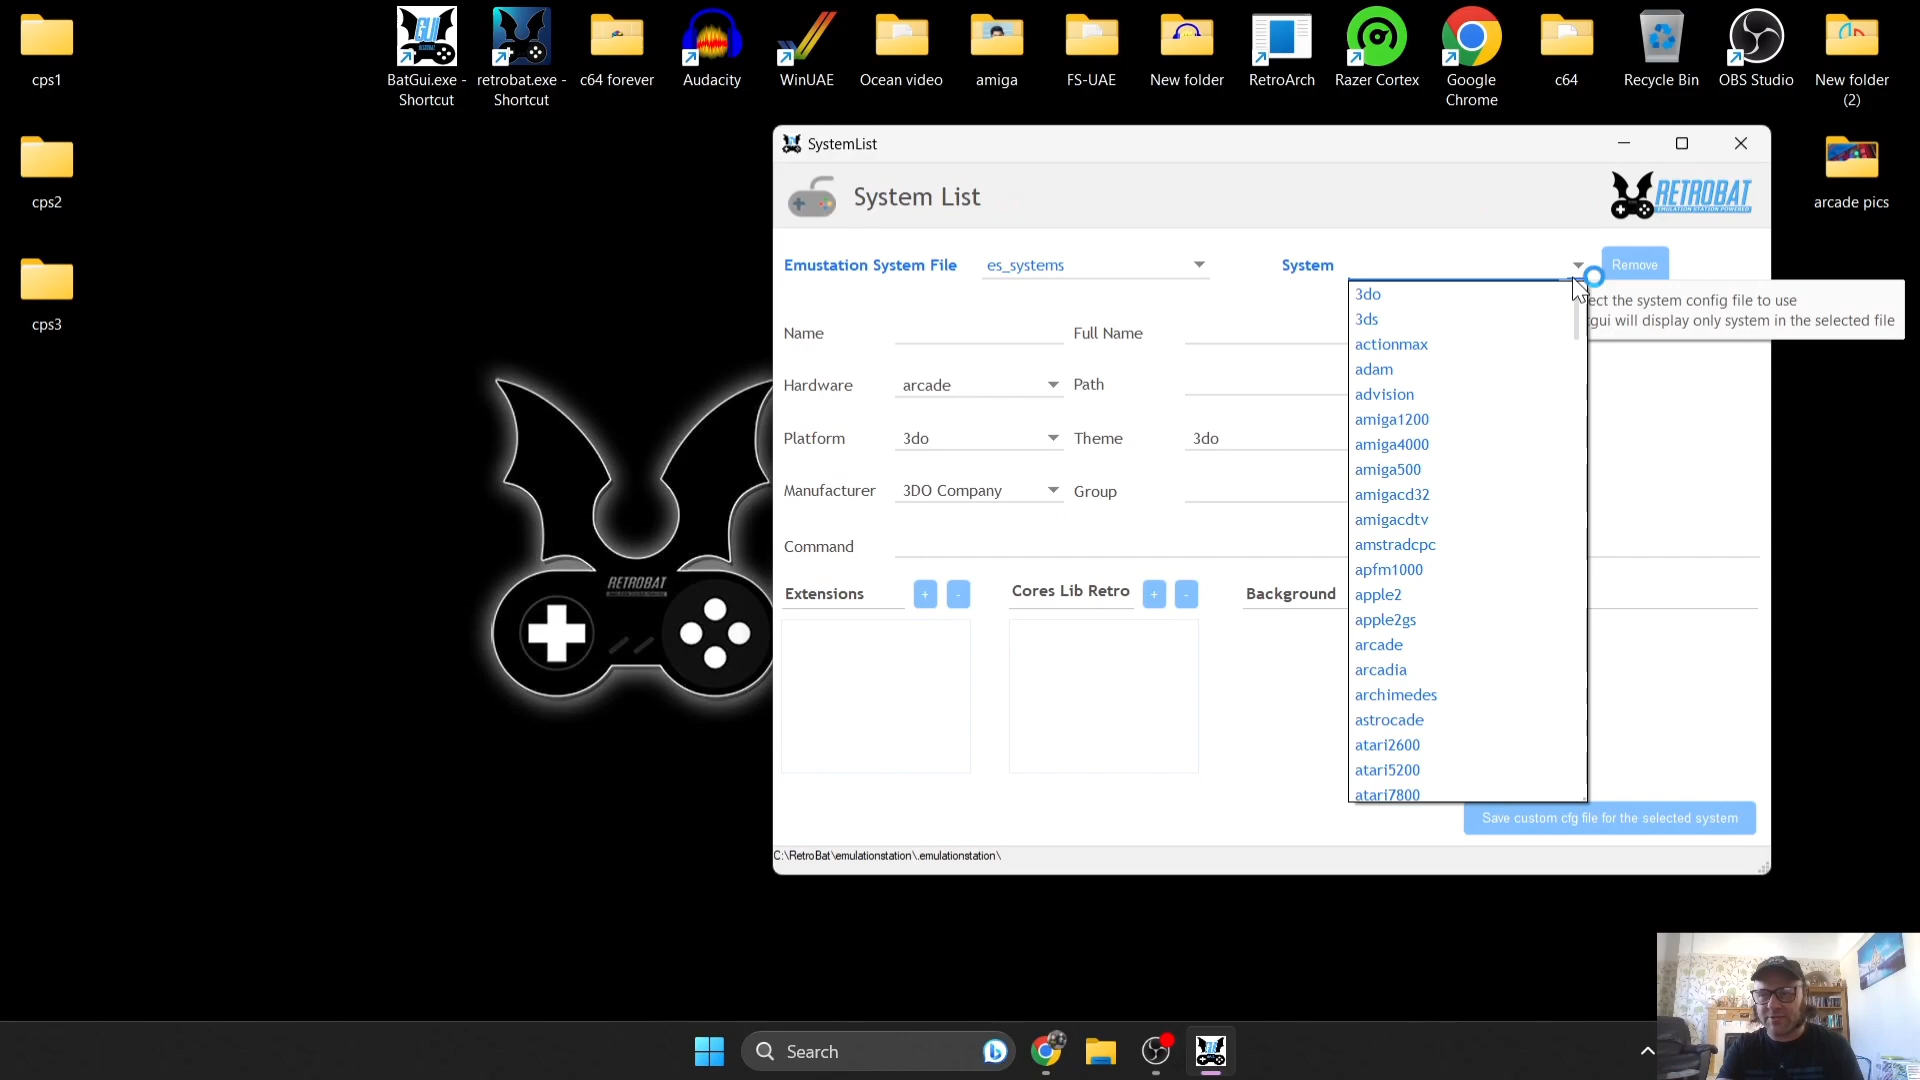 cps1
BatGui.exe -
Shortcut
retrobat.exe -
Shortcut
c64 forever
Audacity
WinUAE
Ocean video
amiga
FS-UAE
New folder
RetroArch
Razer Cortex
Google
Chrome
c64
Recycle Bin
OBS Studio
New folder
(2)
cps2
arcade pics
cps3
SystemList
System List
RETROBAT
EMULATION STATION POWERED
Emustation System File
es_systems
System
Remove
ect the system config file to use
gui will display only system in the selected file
Name
Full Name
Hardware
arcade
Path
Platform
3do
Theme
3do
Manufacturer
3DO Company
Group
Command
Extensions
+
-
Cores Lib Retro
+
-
Background
3do
3ds
actionmax
adam
advision
amiga1200
amiga4000
amiga500
amigacd32
amigacdtv
amstradcpc
apfm1000
apple2
apple2gs
arcade
arcadia
archimedes
astrocade
atari2600
atari5200
atari7800
Save custom cfg file for the selected system
C:\RetroBat\emulationstation\.emulationstation\
RETROBAT
Search